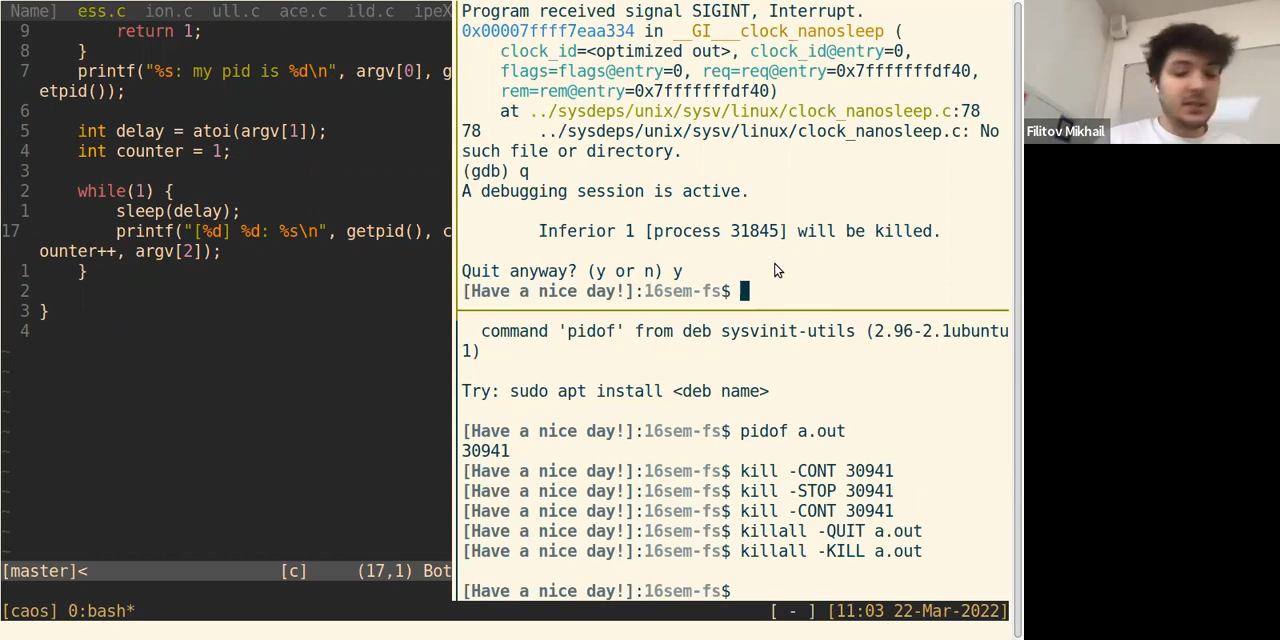 Name]  ess.c  ion.c  ull.c  ace.c  ild.c  ipeX
9         return 1;
8     }
7     printf("%s: my pid is %d\n", argv[0], g
etpid());
6
5     int delay = atoi(argv[1]);
4     int counter = 1;
3
2     while(1) {
1         sleep(delay);
17         printf("[%d] %d: %s\n", getpid(), c
ounter++, argv[2]);
1     }
2
3 }
4
~
~
~
~
~
~
~
~
~
~
~
[master]<                    [c]     (17,1) Bot
Program received signal SIGINT, Interrupt.
0x00007ffff7eaa334 in __GI___clock_nanosleep (
    clock_id=<optimized out>, clock_id@entry=0,
    flags=flags@entry=0, req=req@entry=0x7fffffffdf40,
    rem=rem@entry=0x7fffffffdf40)
    at ../sysdeps/unix/sysv/linux/clock_nanosleep.c:78
78      ../sysdeps/unix/sysv/linux/clock_nanosleep.c: No
such file or directory.
(gdb) q
A debugging session is active.
        Inferior 1 [process 31845] will be killed.
Quit anyway? (y or n) y
[Have a nice day!]:16sem-fs$
  command 'pidof' from deb sysvinit-utils (2.96-2.1ubuntu
1)
Try: sudo apt install <deb name>
[Have a nice day!]:16sem-fs$ pidof a.out
30941
[Have a nice day!]:16sem-fs$ kill -CONT 30941
[Have a nice day!]:16sem-fs$ kill -STOP 30941
[Have a nice day!]:16sem-fs$ kill -CONT 30941
[Have a nice day!]:16sem-fs$ killall -QUIT a.out
[Have a nice day!]:16sem-fs$ killall -KILL a.out
[Have a nice day!]:16sem-fs$
[caos] 0:bash*                    [ - ] [11:03 22-Mar-2022]
Filitov Mikhail